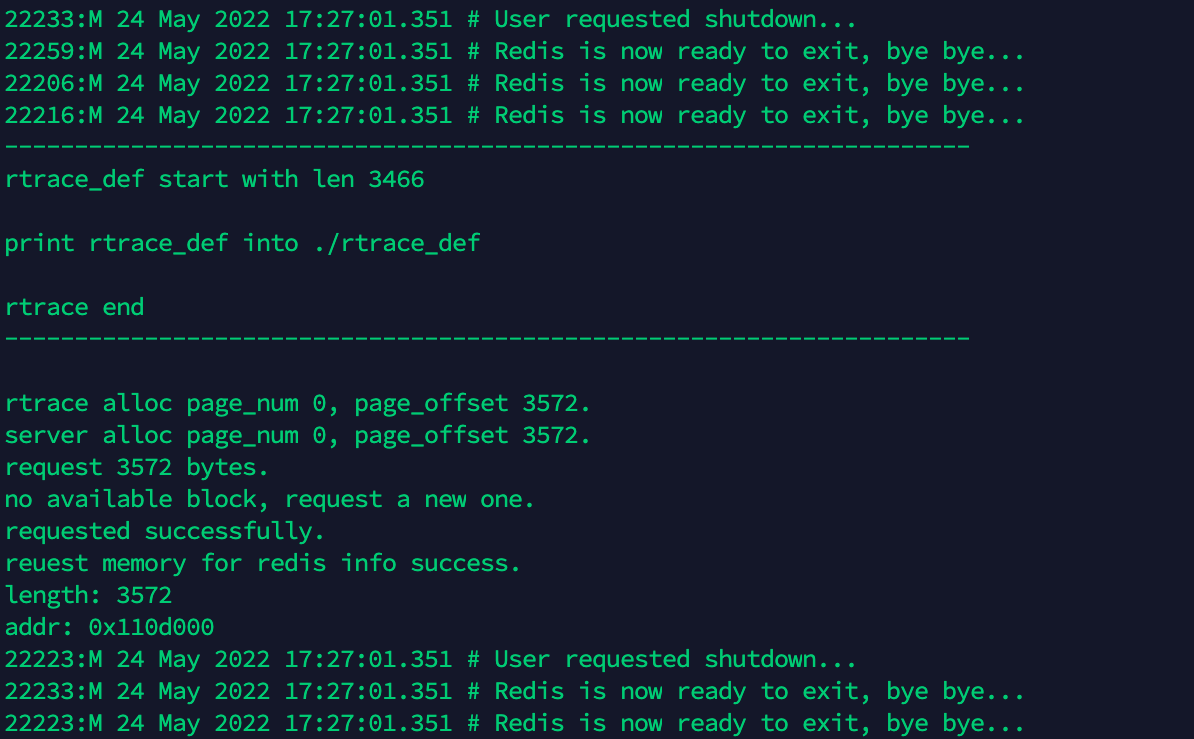 22233:M 24 May 2022 17:27:01.351 # User requested shutdown...
22259:M 24 May 2022 17:27:01.351 # Redis is now ready to exit, bye bye...
22206:M 24 May 2022 17:27:01.351 # Redis is now ready to exit, bye bye...
22216:M 24 May 2022 17:27:01.351 # Redis is now ready to exit, bye bye...
---------------------------------------------------------------------
rtrace_def start with len 3466
print rtrace_def into ./rtrace_def
rtrace end
---------------------------------------------------------------------
rtrace alloc page_num 0, page_offset 3572.
server alloc page_num 0, page_offset 3572.
request 3572 bytes.
no available block, request a new one.
requested successfully.
reuest memory for redis info success.
length: 3572
addr: 0x110d000
22223:M 24 May 2022 17:27:01.351 # User requested shutdown...
22233:M 24 May 2022 17:27:01.351 # Redis is now ready to exit, bye bye...
22223:M 24 May 2022 17:27:01.351 # Redis is now ready to exit, bye bye...